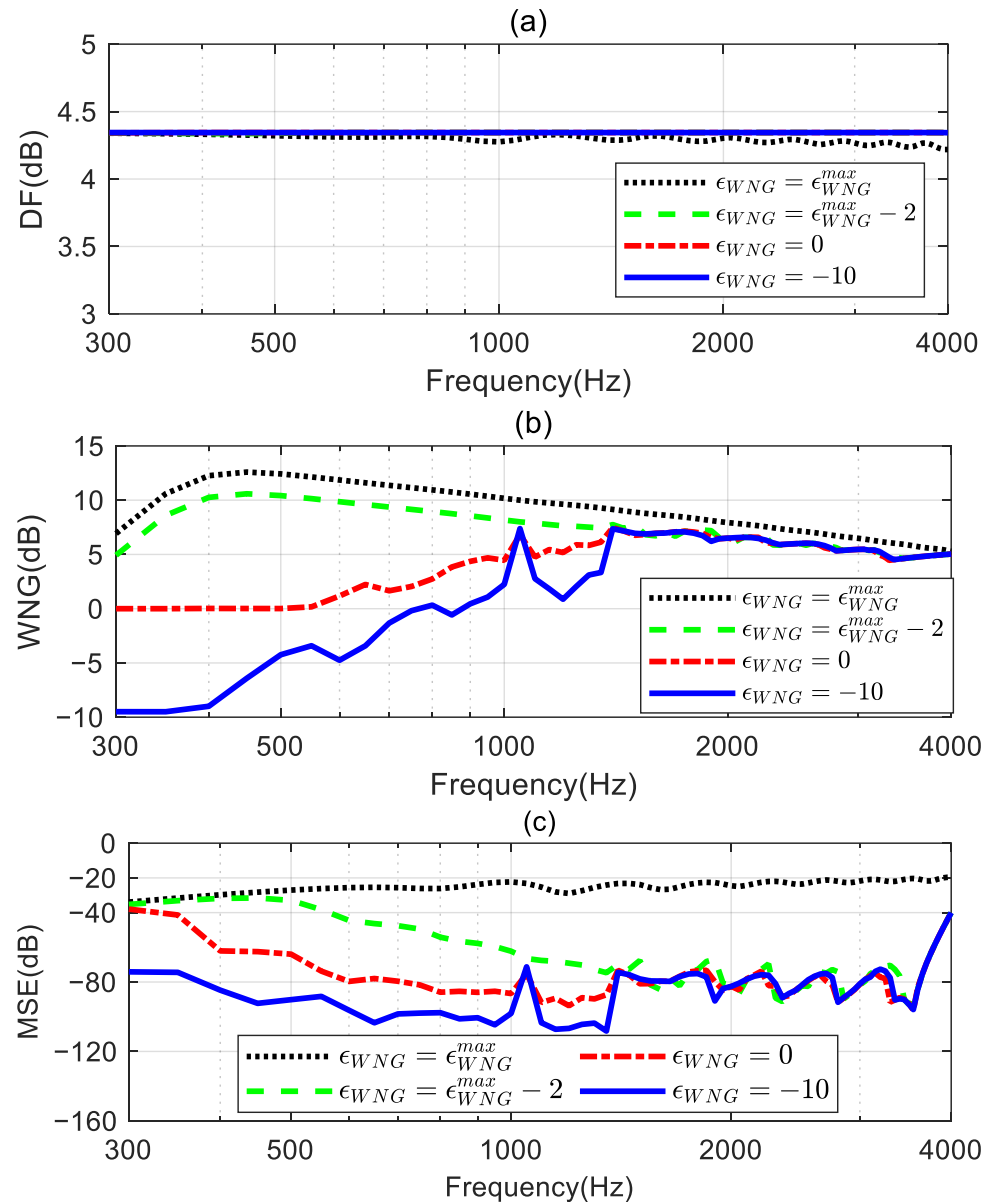 (a)
5
4.5
4
3.5
3
DF(dB)
ϵ_WNG = ϵ_WNG^max
ϵ_WNG = ϵ_WNG^max − 2
ϵ_WNG = 0
ϵ_WNG = −10
300 500 1000 2000 4000
Frequency(Hz)
(b)
15
10
5
0
−5
−10
WNG(dB)
ϵ_WNG = ϵ_WNG^max
ϵ_WNG = ϵ_WNG^max − 2
ϵ_WNG = 0
ϵ_WNG = −10
300 500 1000 2000 4000
Frequency(Hz)
(c)
0
−20
−40
−80
−120
−160
MSE(dB)
ϵ_WNG = ϵ_WNG^max ϵ_WNG = 0
ϵ_WNG = ϵ_WNG^max − 2 ϵ_WNG = −10
300 500 1000 2000 4000
Frequency(Hz)